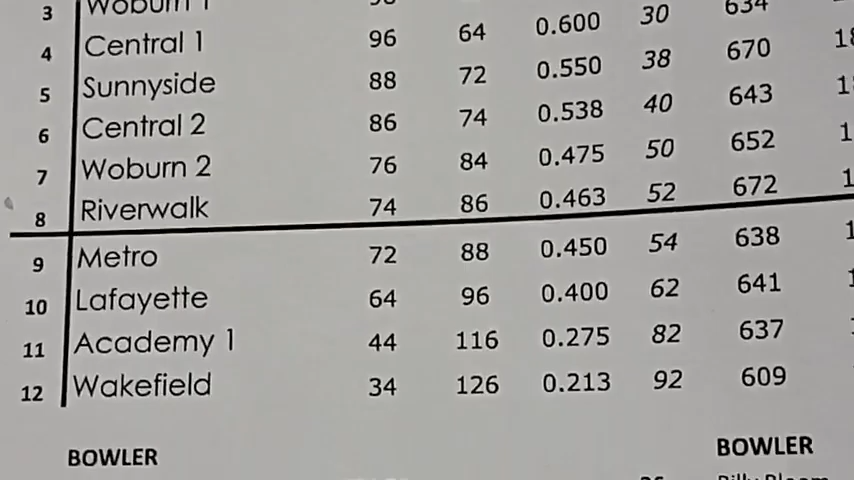 3 Woburn 1 30 634
4 Central 1 96 64 0.600 38 670
5 Sunnyside 88 72 0.550 40 643
6 Central 2 86 74 0.538 50 652
7 Woburn 2 76 84 0.475 52 672
8 Riverwalk 74 86 0.463 54 638
9 Metro 72 88 0.450 62 641
10 Lafayette 64 96 0.400 82 637
11 Academy 1 44 116 0.275 92 609
12 Wakefield 34 126 0.213
BOWLER BOWLER